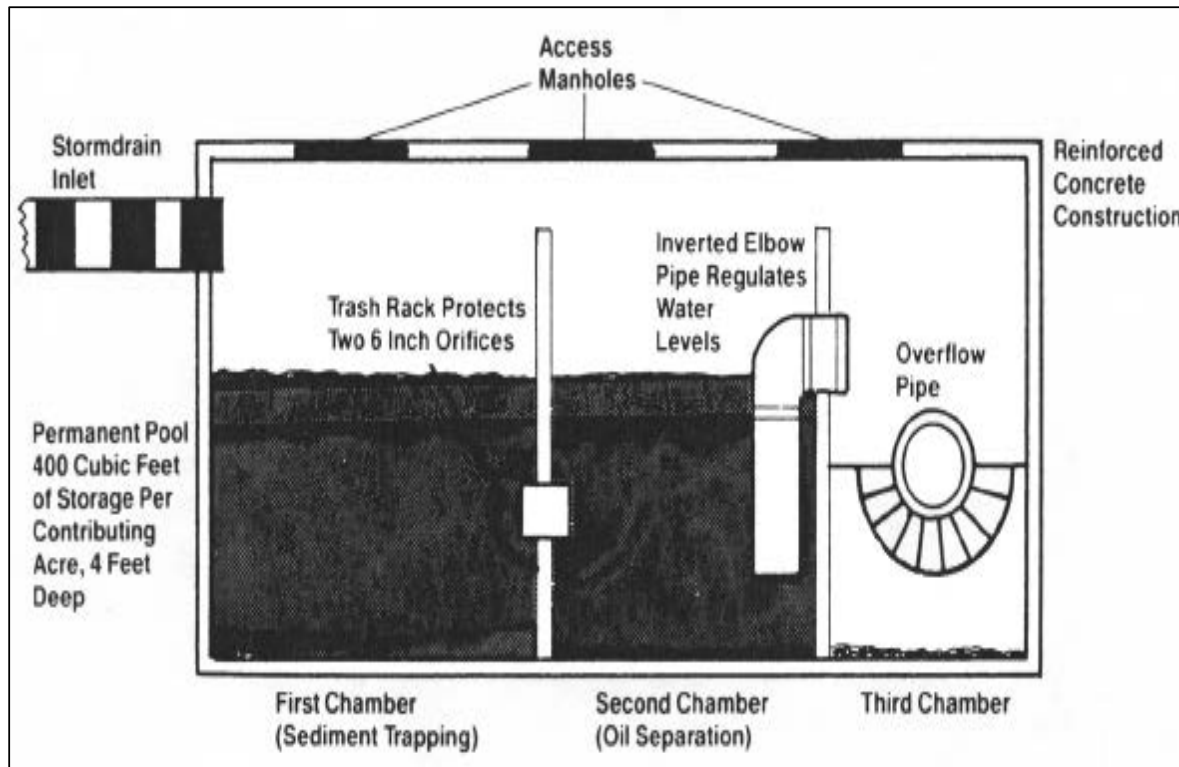 Access
Manholes
Stormdrain
Inlet
Reinforced
Concrete
Construction
Inverted Elbow
Pipe Regulates
Water
Levels
Trash Rack Protects
Two 6 Inch Orifices
Overflow
Pipe
Permanent Pool
400 Cubic Feet
of Storage Per
Contributing
Acre, 4 Feet
Deep
First Chamber
(Sediment Trapping)
Second Chamber
(Oil Separation)
Third Chamber